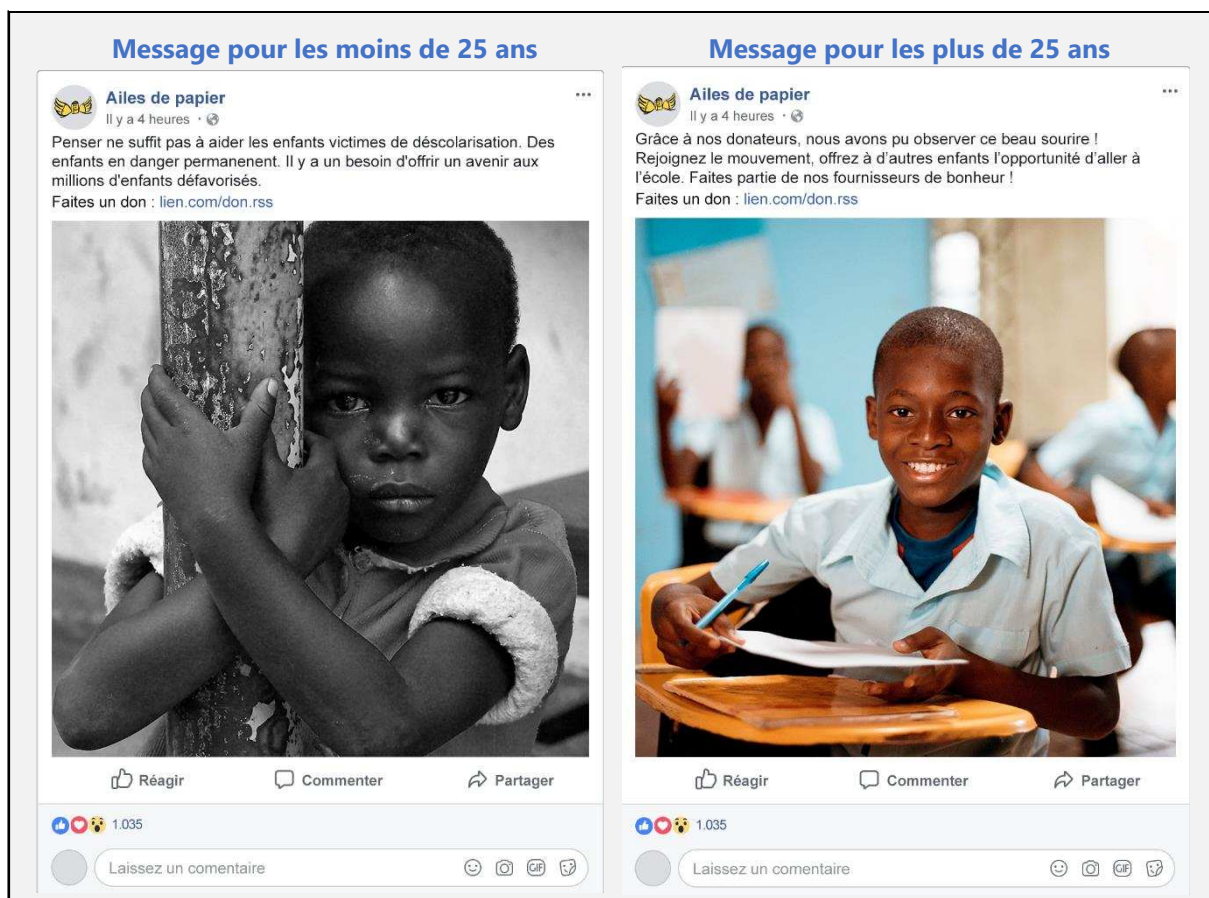 Message pour les moins de 25 ans
Ailes de papier
Il y a 4 heures
Penser ne suffit pas à aider les enfants victimes de déscolarisation. Des
enfants en danger permanenent. Il y a un besoin d'offrir un avenir aux
millions d'enfants défavorisés.
Faites un don : lien.com/don.rss
Réagir Commenter Partager
1.035
Laissez un comentaire GIF
Message pour les plus de 25 ans
Ailes de papier
Il y a 4 heures
Grâce à nos donateurs, nous avons pu observer ce beau sourire !
Rejoignez le mouvement, offrez à d'autres enfants l'opportunité d'aller à
l'école. Faites partie de nos fournisseurs de bonheur !
Faites un don : lien.com/don.rss
Réagir Commenter Partager
1.035
Laissez un comentaire GIF